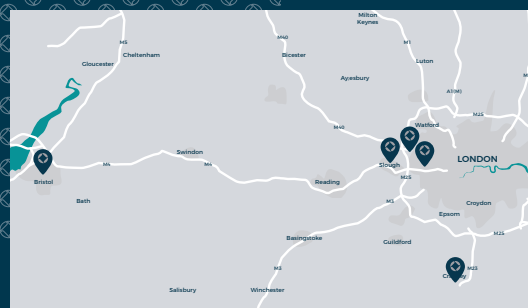 Milton
Keynes
M5
M40
M1
Cheltenham
Bicester
Luton
Gloucester
Aylesbury
A1(M)
M25
M40
Watford
Swindon
LONDON
M4
M4
Slough
M25
Bristol
Reading
Bath
M3
Croydon
Epsom
M25
Basingstoke
Guildford
M3
M23
Salisbury
Winchester